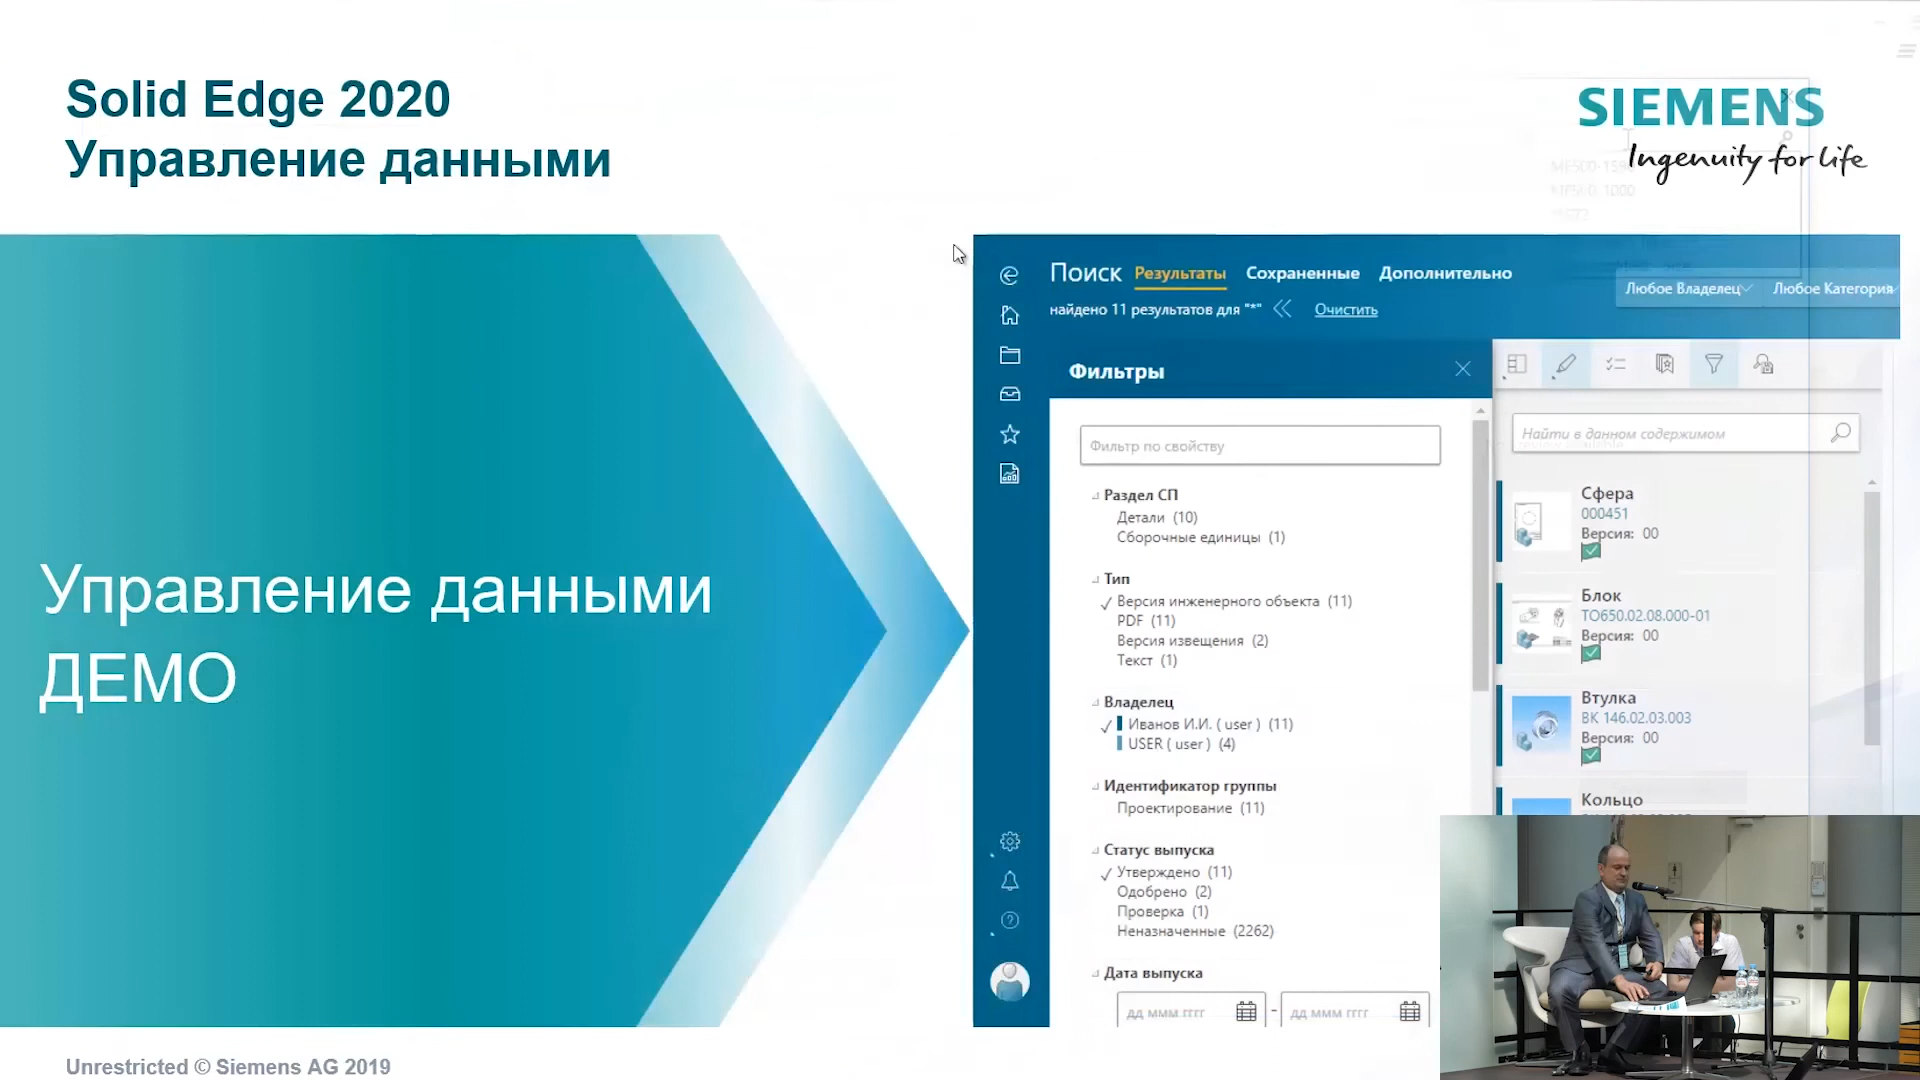 Solid Edge 2020
Управление данными
SIEMENS
Ingenuity for life
Управление данными
ДЕМО
Поиск Результаты Сохраненные Дополнительно
найдено 11 результатов для "*" Очистить
Любое Владелец Любое Категория
Фильтры
Фильтр по свойству
Раздел СП
Детали (10)
Сборочные единицы (1)
Тип
Версия инженерного объекта (11)
PDF (11)
Версия извещения (2)
Текст (1)
Владелец
Иванов И.И. ( user ) (11)
USER ( user ) (4)
Идентификатор группы
Проектирование (11)
Статус выпуска
Утверждено (11)
Одобрено (2)
Проверка (1)
Неназначенные (2262)
Дата выпуска
дд ммм гггг - дд ммм гггг
Найти в данном содержимом
Сфера
000451
Версия: 00
Блок
ТО650.02.08.000-01
Версия: 00
Втулка
ВК 146.02.03.003
Версия: 00
Кольцо
Unrestricted © Siemens AG 2019